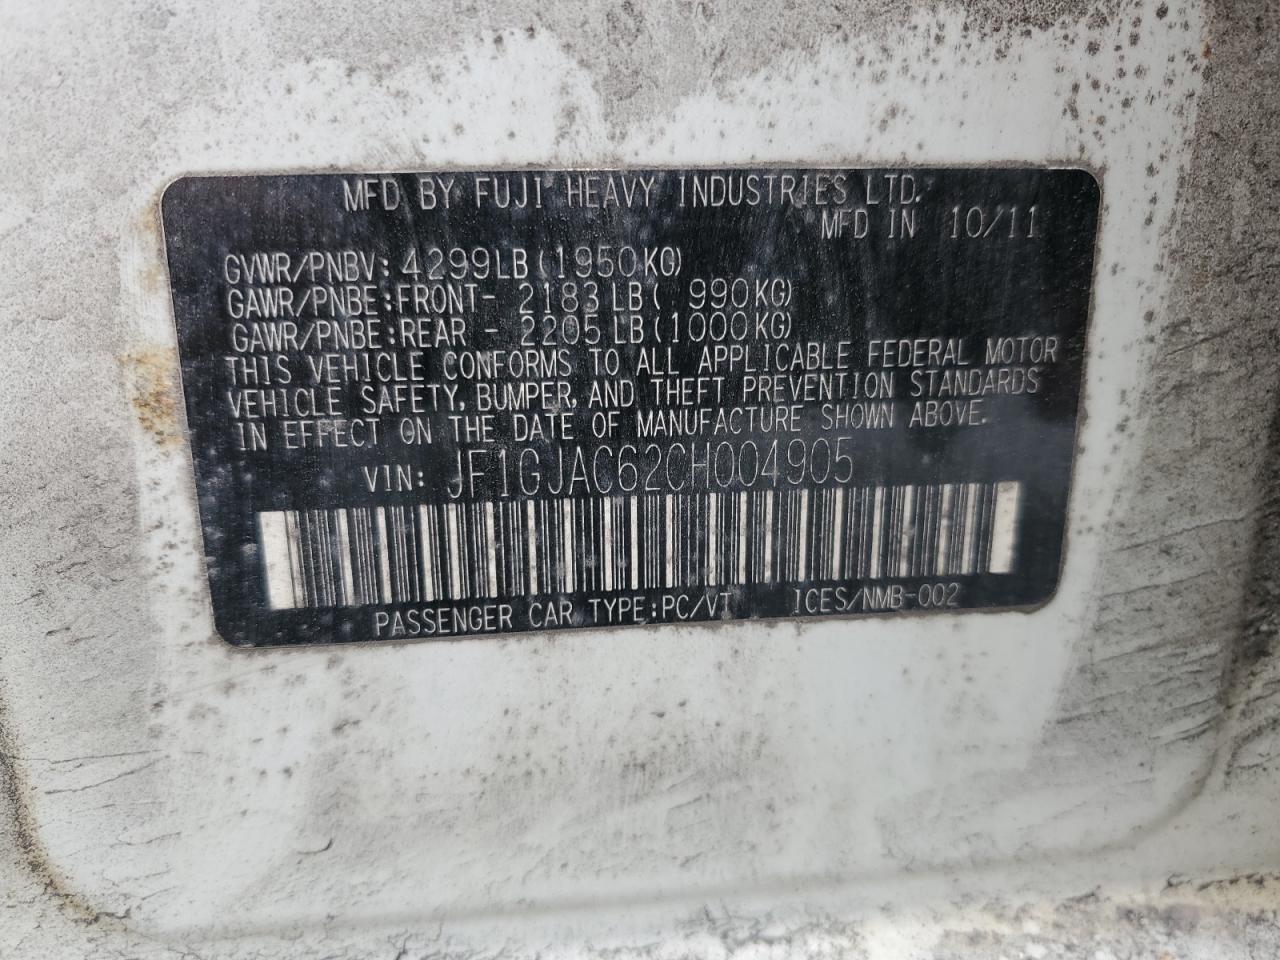 MFD BY FUJI HEAVY INDUSTRIES LTD.
MFD IN 10/11
GVWR/PNBV: 4299LB (1950KG)
GAWR/PNBE:FRONT- 2183 LB ( 990KG)
GAWR/PNBE:REAR - 2205 LB (1000KG)
THIS VEHICLE CONFORMS TO ALL APPLICABLE FEDERAL MOTOR
VEHICLE SAFETY, BUMPER, AND THEFT PREVENTION STANDARDS
IN EFFECT ON THE DATE OF MANUFACTURE SHOWN ABOVE.
VIN: JF1GJAC62CH004905
PASSENGER CAR TYPE:PC/VT ICES/NMB-002